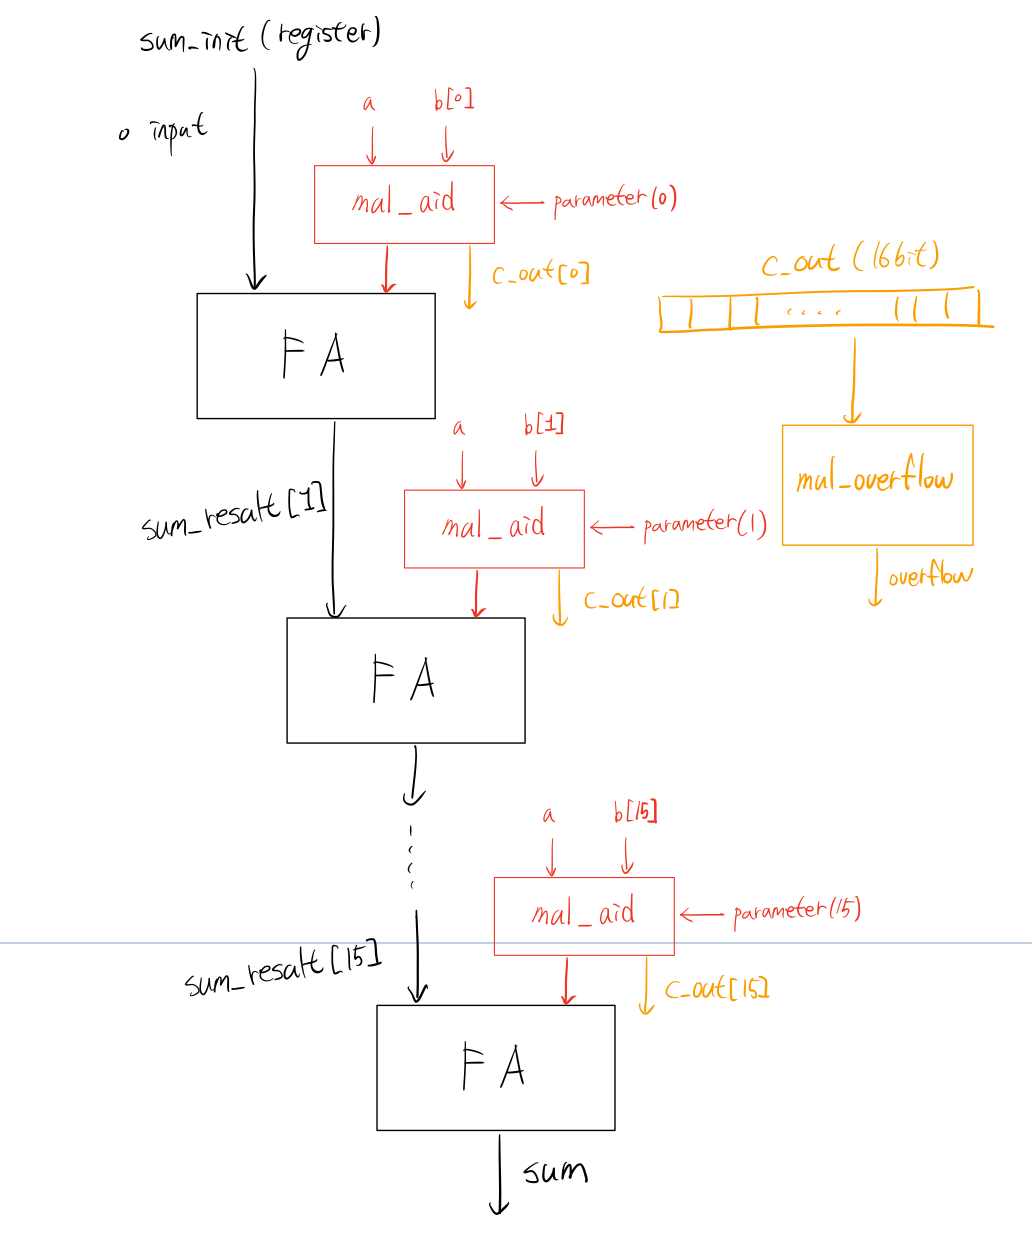 sum_init (register)
0 input
a b[0]
mal_aid
parameter(0)
c_out[0]
c_out (16bit)
....
FA
a b[1]
mal_overflow
sum_resalt[1]
mal_aid
parameter(1)
overflow
c_out[1]
FA
a b[15]
mal_aid
parameter(15)
sum_resalt[15]
c_out[15]
FA
sum